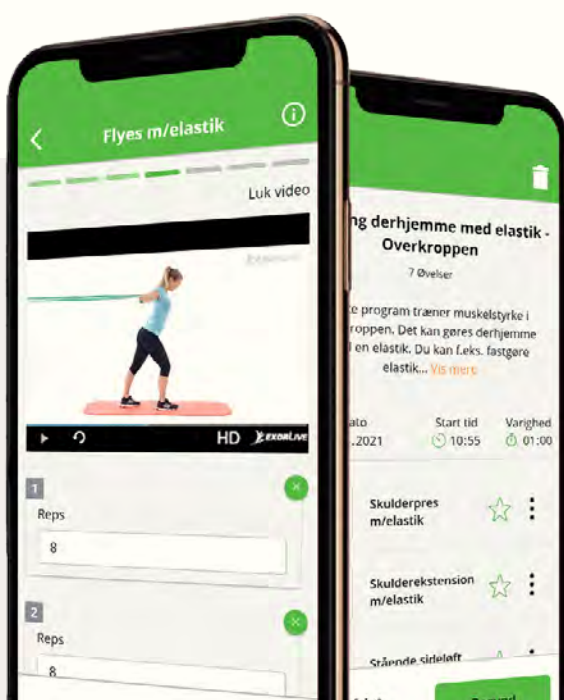 Flyes m/elastik
Luk video
HD EXORLIVE
1
Reps
8
2
Reps
8
ng derhjemme med elastik -
Overkroppen
7 Øvelser
e program træner muskelstyrke i
roppen. Det kan gøres derhjemme
en elastik. Du kan f.eks. fastgøre
elastik... Vis mere
ato
Start tid
Varighed
.2021
10:55
01:00
Skulderpres
m/elastik
Skulderekstension
m/elastik
Stående sideløft